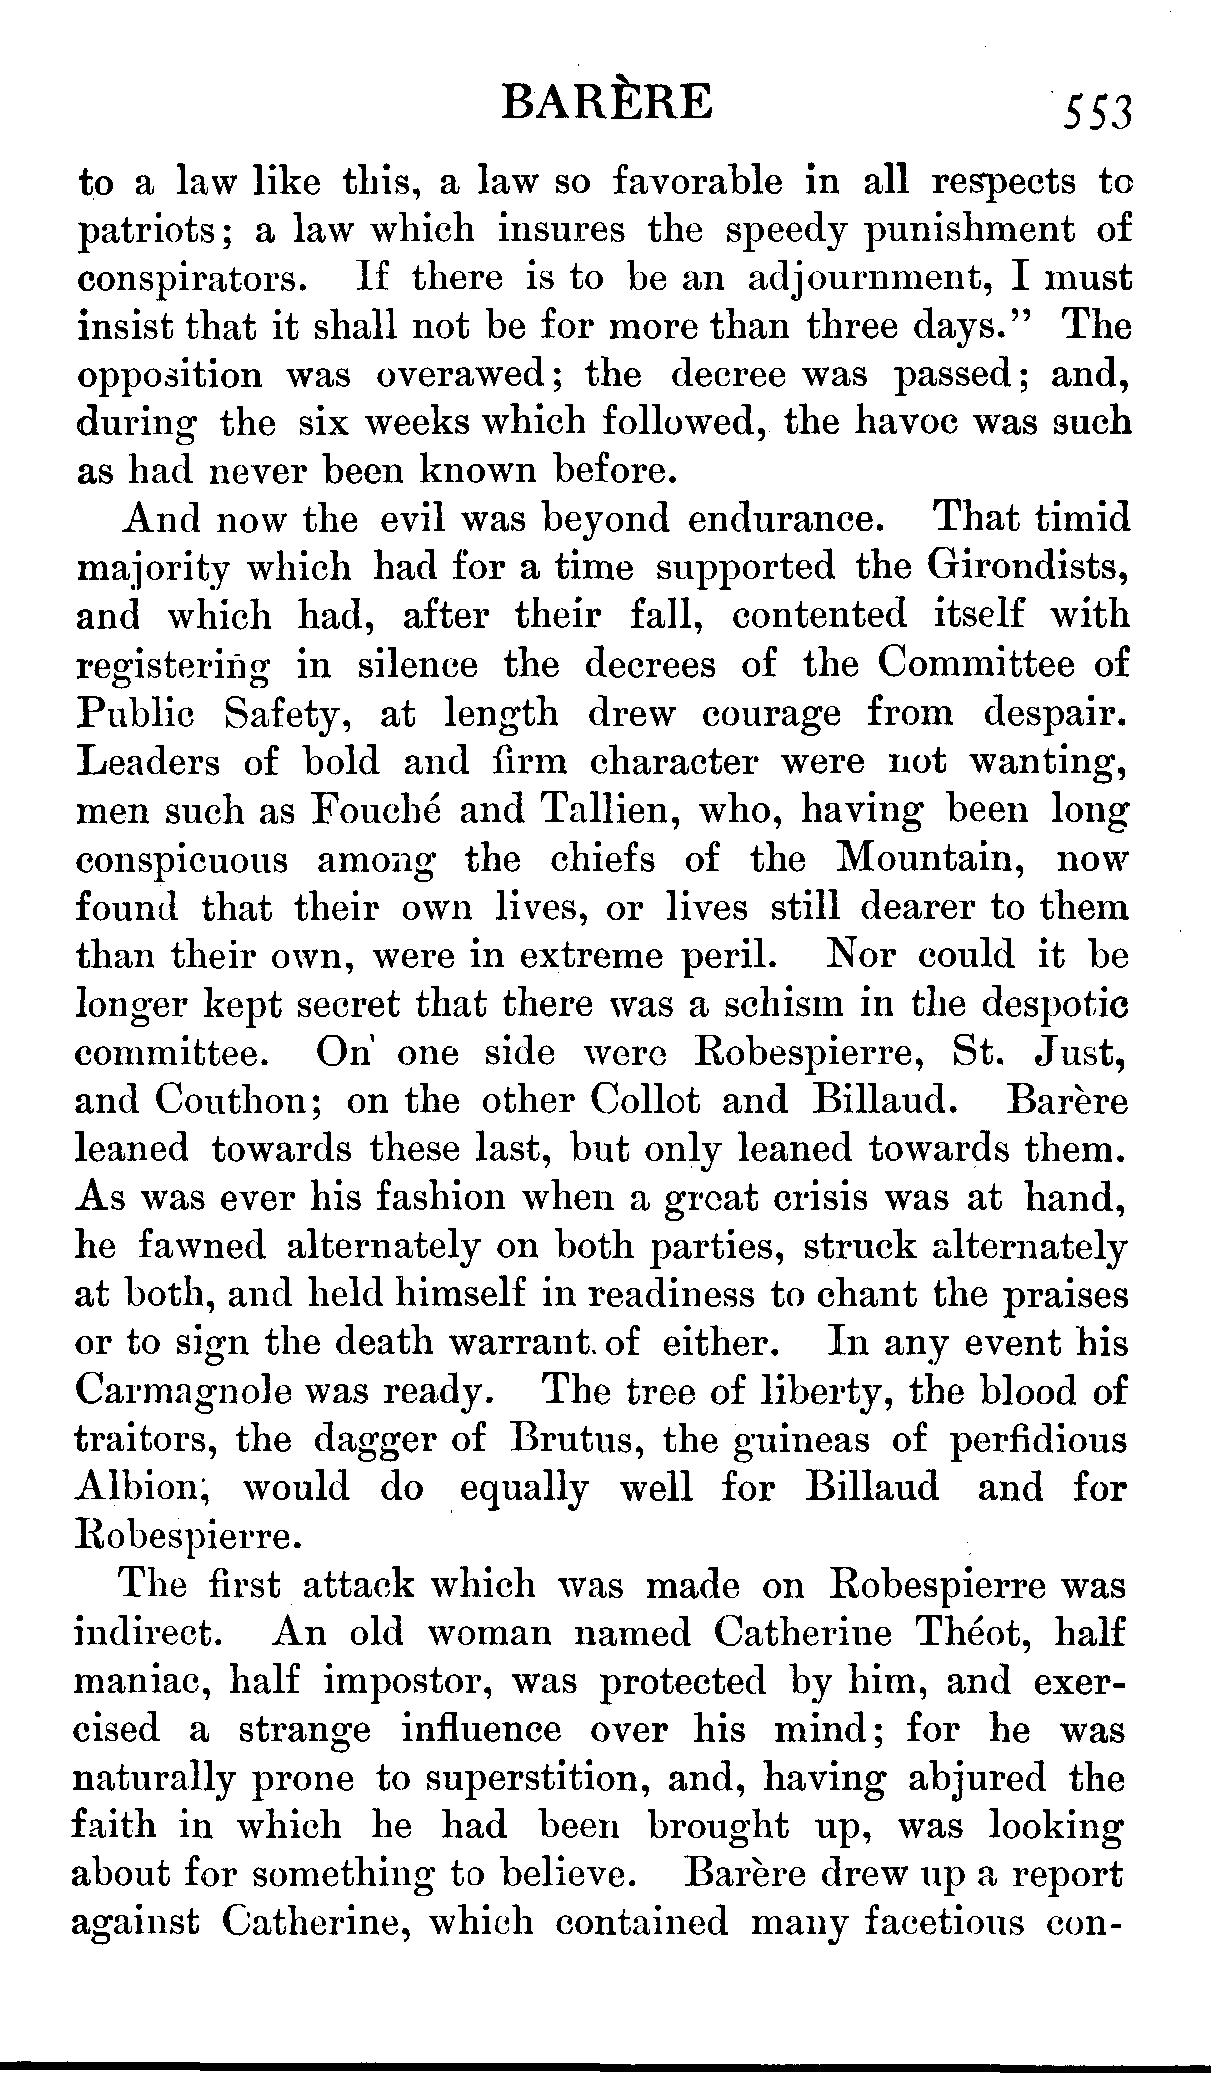 BARÈRE 553
to a law like this, a law so favorable in all respects to
patriots; a law which insures the speedy punishment of
conspirators. If there is to be an adjournment, I must
insist that it shall not be for more than three days." The
opposition was overawed; the decree was passed; and,
during the six weeks which followed, the havoc was such
as had never been known before.
And now the evil was beyond endurance. That timid
majority which had for a time supported the Girondists,
and which had, after their fall, contented itself with
registering in silence the decrees of the Committee of
Public Safety, at length drew courage from despair.
Leaders of bold and firm character were not wanting,
men such as Fouché and Tallien, who, having been long
conspicuous among the chiefs of the Mountain, now
found that their own lives, or lives still dearer to them
than their own, were in extreme peril. Nor could it be
longer kept secret that there was a schism in the despotic
committee. On one side were Robespierre, St. Just,
and Couthon; on the other Collot and Billaud. Barère
leaned towards these last, but only leaned towards them.
As was ever his fashion when a great crisis was at hand,
he fawned alternately on both parties, struck alternately
at both, and held himself in readiness to chant the praises
or to sign the death warrant of either. In any event his
Carmagnole was ready. The tree of liberty, the blood of
traitors, the dagger of Brutus, the guineas of perfidious
Albion, would do equally well for Billaud and for
Robespierre.
The first attack which was made on Robespierre was
indirect. An old woman named Catherine Théot, half
maniac, half impostor, was protected by him, and exer-
cised a strange influence over his mind; for he was
naturally prone to superstition, and, having abjured the
faith in which he had been brought up, was looking
about for something to believe. Barère drew up a report
against Catherine, which contained many facetious con-